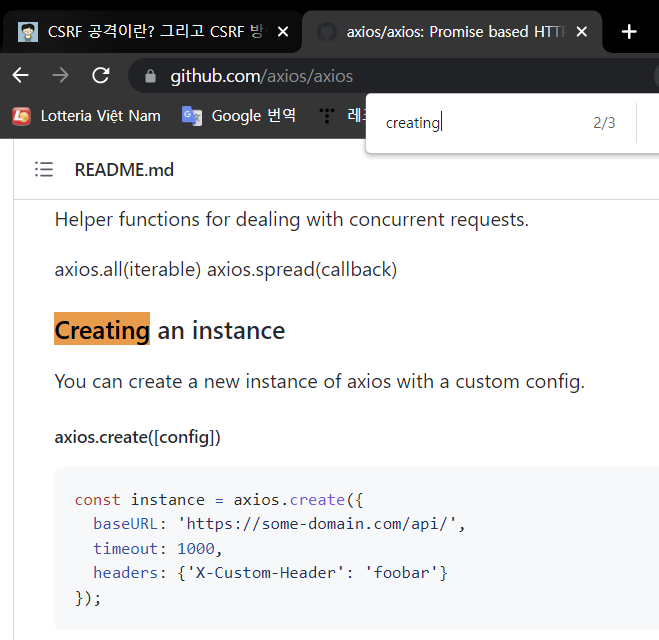 CSRF 공격이란? 그리고 CSRF 방
axios/axios: Promise based HTT
github.com/axios/axios
Lotteria Việt Nam Google 번역
creating 2/3
README.md
Helper functions for dealing with concurrent requests.
axios.all(iterable) axios.spread(callback)
Creating an instance
You can create a new instance of axios with a custom config.
axios.create([config])
const instance = axios.create({
  baseURL: 'https://some-domain.com/api/',
  timeout: 1000,
  headers: {'X-Custom-Header': 'foobar'}
});